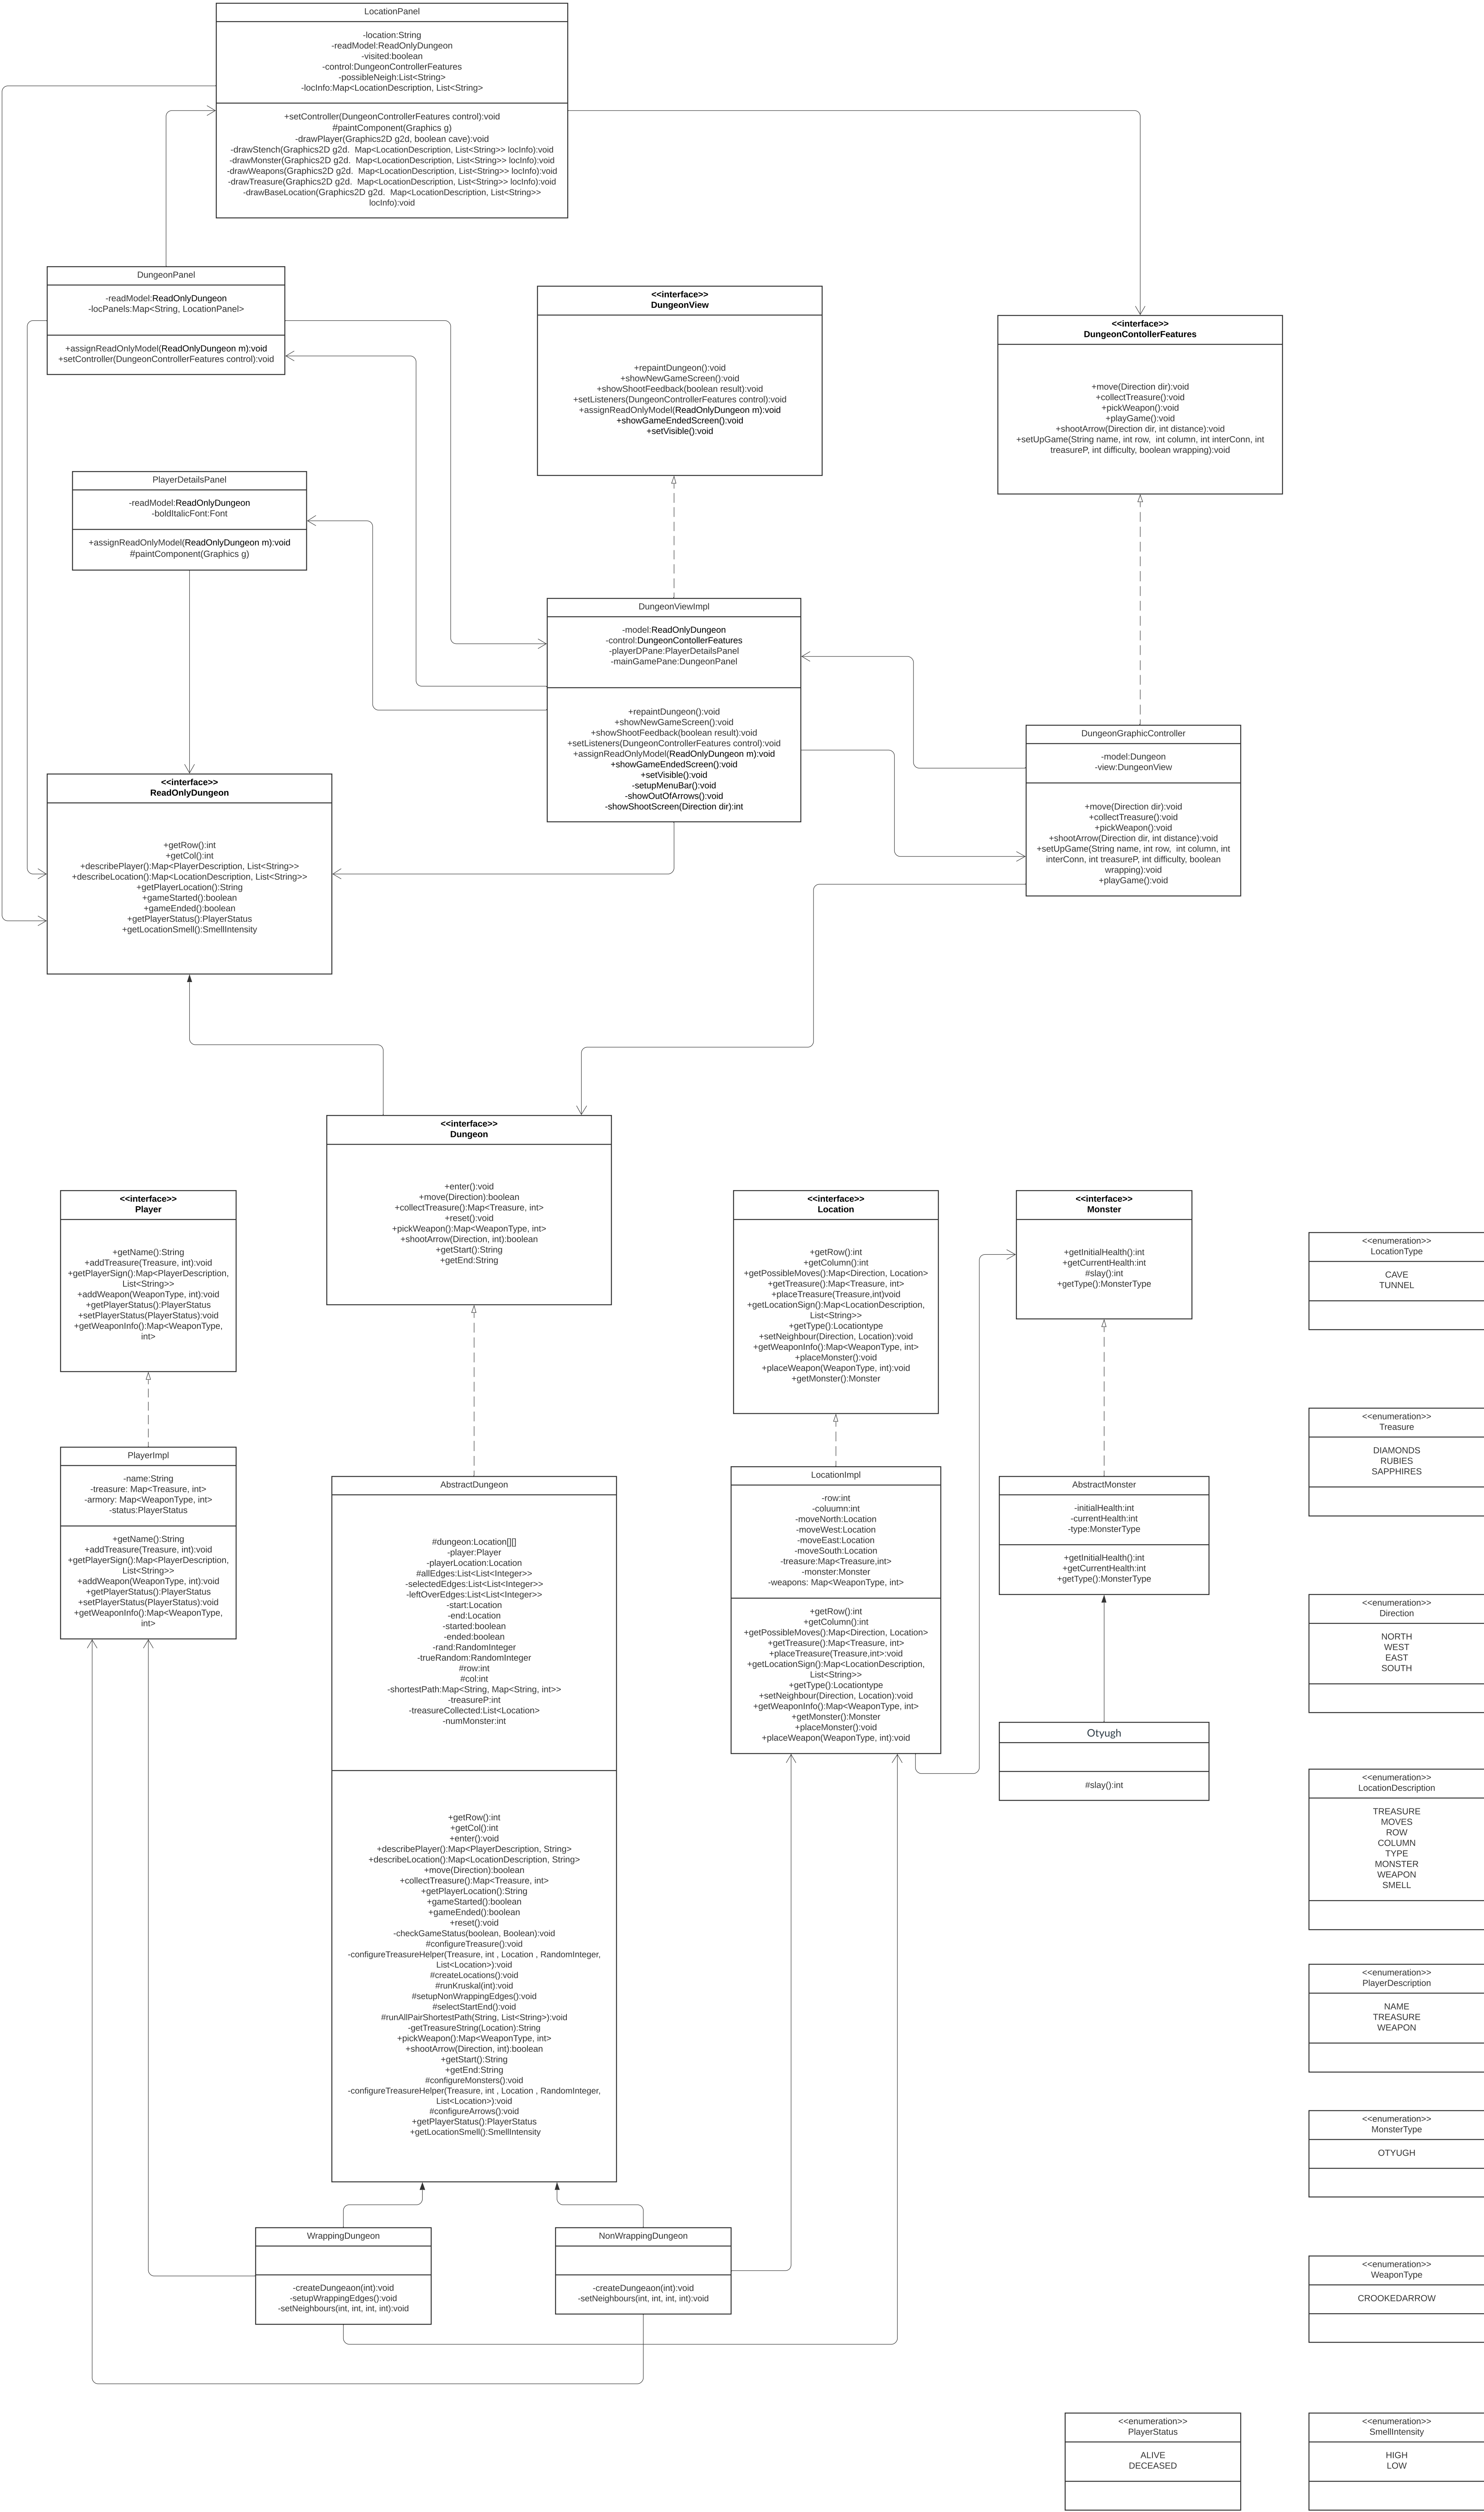 LocationPanel
-location:String
-readModel:ReadOnlyDungeon
-visited:boolean
-control:DungeonControllerFeatures
-possibleNeigh:List<String>
-locInfo:Map<LocationDescription, List<String>
+setController(DungeonControllerFeatures control):void
#paintComponent(Graphics g)
-drawPlayer(Graphics2D g2d, boolean cave):void
-drawStench(Graphics2D g2d.  Map<LocationDescription, List<String>> locInfo):void
-drawMonster(Graphics2D g2d.  Map<LocationDescription, List<String>> locInfo):void
-drawWeapons(Graphics2D g2d.  Map<LocationDescription, List<String>> locInfo):void
-drawTreasure(Graphics2D g2d.  Map<LocationDescription, List<String>> locInfo):void
-drawBaseLocation(Graphics2D g2d.  Map<LocationDescription, List<String>>
locInfo):void
DungeonPanel
-readModel:ReadOnlyDungeon
-locPanels:Map<String, LocationPanel>
+assignReadOnlyModel(ReadOnlyDungeon m):void
+setController(DungeonControllerFeatures control):void
<<interface>>
DungeonView
+repaintDungeon():void
+showNewGameScreen():void
+showShootFeedback(boolean result):void
+setListeners(DungeonControllerFeatures control):void
+assignReadOnlyModel(ReadOnlyDungeon m):void
+showGameEndedScreen():void
+setVisible():void
<<interface>>
DungeonContollerFeatures
+move(Direction dir):void
+collectTreasure():void
+pickWeapon():void
+playGame():void
+shootArrow(Direction dir, int distance):void
+setUpGame(String name, int row,  int column, int interConn, int
treasureP, int difficulty, boolean wrapping):void
PlayerDetailsPanel
-readModel:ReadOnlyDungeon
-boldItalicFont:Font
+assignReadOnlyModel(ReadOnlyDungeon m):void
#paintComponent(Graphics g)
DungeonViewImpl
-model:ReadOnlyDungeon
-control:DungeonContollerFeatures
-playerDPane:PlayerDetailsPanel
-mainGamePane:DungeonPanel
+repaintDungeon():void
+showNewGameScreen():void
+showShootFeedback(boolean result):void
+setListeners(DungeonControllerFeatures control):void
+assignReadOnlyModel(ReadOnlyDungeon m):void
+showGameEndedScreen():void
+setVisible():void
-setupMenuBar():void
-showOutOfArrows():void
-showShootScreen(Direction dir):int
DungeonGraphicController
-model:Dungeon
-view:DungeonView
+move(Direction dir):void
+collectTreasure():void
+pickWeapon():void
+shootArrow(Direction dir, int distance):void
+setUpGame(String name, int row,  int column, int
interConn, int treasureP, int difficulty, boolean
wrapping):void
+playGame():void
<<interface>>
ReadOnlyDungeon
+getRow():int
+getCol():int
+describePlayer():Map<PlayerDescription, List<String>>
+describeLocation():Map<LocationDescription, List<String>>
+getPlayerLocation():String
+gameStarted():boolean
+gameEnded():boolean
+getPlayerStatus():PlayerStatus
+getLocationSmell():SmellIntensity
<<interface>>
Dungeon
+enter():void
+move(Direction):boolean
+collectTreasure():Map<Treasure, int>
+reset():void
+pickWeapon():Map<WeaponType, int>
+shootArrow(Direction, int):boolean
+getStart():String
+getEnd:String
<<interface>>
Player
+getName():String
+addTreasure(Treasure, int):void
+getPlayerSign():Map<PlayerDescription,
List<String>>
+addWeapon(WeaponType, int):void
+getPlayerStatus():PlayerStatus
+setPlayerStatus(PlayerStatus):void
+getWeaponInfo():Map<WeaponType,
int>
<<interface>>
Location
+getRow():int
+getColumn():int
+getPossibleMoves():Map<Direction, Location>
+getTreasure():Map<Treasure, int>
+placeTreasure(Treasure,int)void
+getLocationSign():Map<LocationDescription,
List<String>>
+getType():Locationtype
+setNeighbour(Direction, Location):void
+getWeaponInfo():Map<WeaponType, int>
+placeMonster():void
+placeWeapon(WeaponType, int):void
+getMonster():Monster
<<interface>>
Monster
+getInitialHealth():int
+getCurrentHealth:int
#slay():int
+getType():MonsterType
<<enumeration>>
LocationType
CAVE
TUNNEL
<<enumeration>>
Treasure
DIAMONDS
RUBIES
SAPPHIRES
PlayerImpl
-name:String
-treasure: Map<Treasure, int>
-armory: Map<WeaponType, int>
-status:PlayerStatus
+getName():String
+addTreasure(Treasure, int):void
+getPlayerSign():Map<PlayerDescription,
List<String>>
+addWeapon(WeaponType, int):void
+getPlayerStatus():PlayerStatus
+setPlayerStatus(PlayerStatus):void
+getWeaponInfo():Map<WeaponType,
int>
AbstractDungeon
#dungeon:Location[][]
-player:Player
-playerLocation:Location
#allEdges:List<List<Integer>>
-selectedEdges:List<List<Integer>>
-leftOverEdges:List<List<Integer>>
-start:Location
-end:Location
-started:boolean
-ended:boolean
-rand:RandomInteger
-trueRandom:RandomInteger
#row:int
#col:int
-shortestPath:Map<String, Map<String, int>>
-treasureP:int
-treasureCollected:List<Location>
-numMonster:int
+getRow():int
+getCol():int
+enter():void
+describePlayer():Map<PlayerDescription, String>
+describeLocation():Map<LocationDescription, String>
+move(Direction):boolean
+collectTreasure():Map<Treasure, int>
+getPlayerLocation():String
+gameStarted():boolean
+gameEnded():boolean
+reset():void
-checkGameStatus(boolean, Boolean):void
#configureTreasure():void
-configureTreasureHelper(Treasure, int , Location , RandomInteger,
List<Location>):void
#createLocations():void
#runKruskal(int):void
#setupNonWrappingEdges():void
#selectStartEnd():void
#runAllPairShortestPath(String, List<String>):void
-getTreasureString(Location):String
+pickWeapon():Map<WeaponType, int>
+shootArrow(Direction, int):boolean
+getStart():String
+getEnd:String
#configureMonsters():void
-configureTreasureHelper(Treasure, int , Location , RandomInteger,
List<Location>):void
#configureArrows():void
+getPlayerStatus():PlayerStatus
+getLocationSmell():SmellIntensity
LocationImpl
-row:int
-coluumn:int
-moveNorth:Location
-moveWest:Location
-moveEast:Location
-moveSouth:Location
-treasure:Map<Treasure,int>
-monster:Monster
-weapons: Map<WeaponType, int>
+getRow():int
+getColumn():int
+getPossibleMoves():Map<Direction, Location>
+getTreasure():Map<Treasure, int>
+placeTreasure(Treasure,int>:void
+getLocationSign():Map<LocationDescription,
List<String>>
+getType():Locationtype
+setNeighbour(Direction, Location):void
+getWeaponInfo():Map<WeaponType, int>
+getMonster():Monster
+placeMonster():void
+placeWeapon(WeaponType, int):void
AbstractMonster
-initialHealth:int
-currentHealth:int
-type:MonsterType
+getInitialHealth():int
+getCurrentHealth:int
+getType():MonsterType
Otyugh
#slay():int
<<enumeration>>
Direction
NORTH
WEST
EAST
SOUTH
<<enumeration>>
LocationDescription
TREASURE
MOVES
ROW
COLUMN
TYPE
MONSTER
WEAPON
SMELL
<<enumeration>>
PlayerDescription
NAME
TREASURE
WEAPON
<<enumeration>>
MonsterType
OTYUGH
WrappingDungeon
-createDungeaon(int):void
-setupWrappingEdges():void
-setNeighbours(int, int, int, int):void
NonWrappingDungeon
-createDungeaon(int):void
-setNeighbours(int, int, int, int):void
<<enumeration>>
WeaponType
CROOKEDARROW
<<enumeration>>
PlayerStatus
ALIVE
DECEASED
<<enumeration>>
SmellIntensity
HIGH
LOW